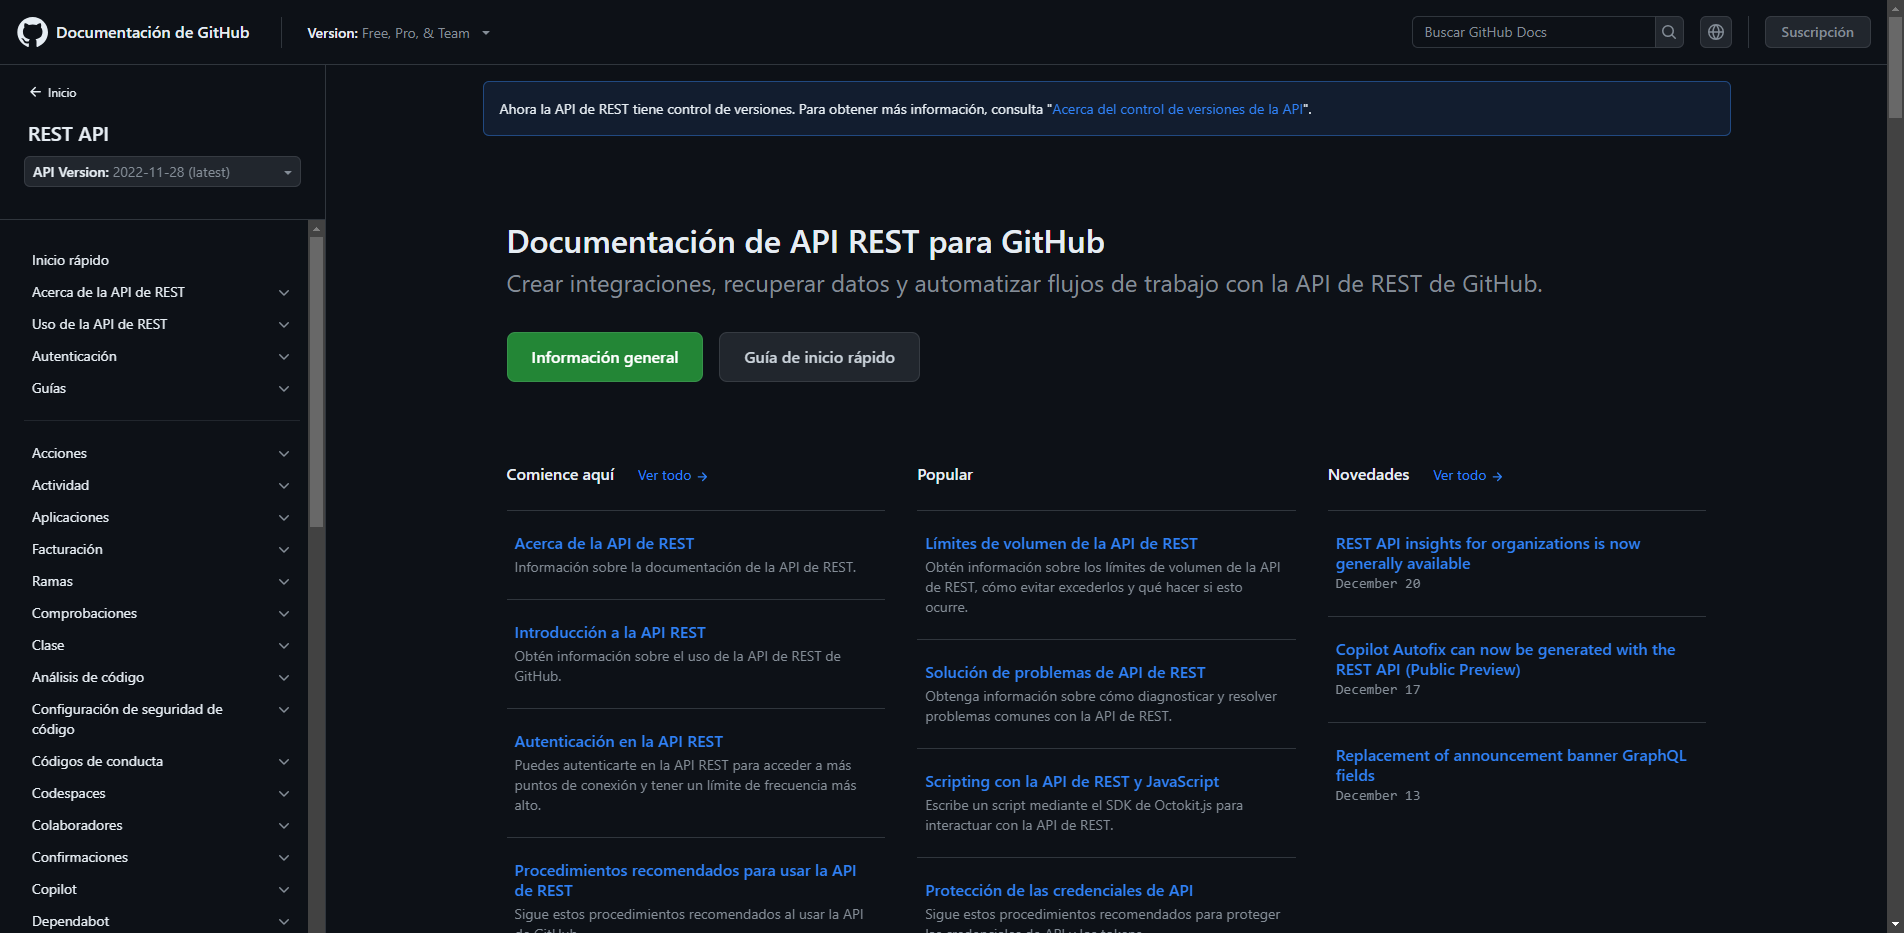 Documentación de GitHub
Version: Free, Pro, & Team
Buscar GitHub Docs
Suscripción
Inicio
REST API
API Version: 2022-11-28 (latest)
Inicio rápido
Acerca de la API de REST
Uso de la API de REST
Autenticación
Guías
Acciones
Actividad
Aplicaciones
Facturación
Ramas
Comprobaciones
Clase
Análisis de código
Configuración de seguridad de
código
Códigos de conducta
Codespaces
Colaboradores
Confirmaciones
Copilot
Dependabot
Ahora la API de REST tiene control de versiones. Para obtener más información, consulta "Acerca del control de versiones de la API".
Documentación de API REST para GitHub
Crear integraciones, recuperar datos y automatizar flujos de trabajo con la API de REST de GitHub.
Información general
Guía de inicio rápido
Comience aquí
Ver todo
Acerca de la API de REST
Información sobre la documentación de la API de REST.
Introducción a la API REST
Obtén información sobre el uso de la API de REST de
GitHub.
Autenticación en la API REST
Puedes autenticarte en la API REST para acceder a más
puntos de conexión y tener un límite de frecuencia más
alto.
Procedimientos recomendados para usar la API
de REST
Sigue estos procedimientos recomendados al usar la API
de GitHub.
Popular
Límites de volumen de la API de REST
Obtén información sobre los límites de volumen de la API
de REST, cómo evitar excederlos y qué hacer si esto
ocurre.
Solución de problemas de API de REST
Obtenga información sobre cómo diagnosticar y resolver
problemas comunes con la API de REST.
Scripting con la API de REST y JavaScript
Escribe un script mediante el SDK de Octokit.js para
interactuar con la API de REST.
Protección de las credenciales de API
Sigue estos procedimientos recomendados para proteger
las credenciales de API y los tokens.
Novedades
Ver todo
REST API insights for organizations is now
generally available
December 20
Copilot Autofix can now be generated with the
REST API (Public Preview)
December 17
Replacement of announcement banner GraphQL
fields
December 13